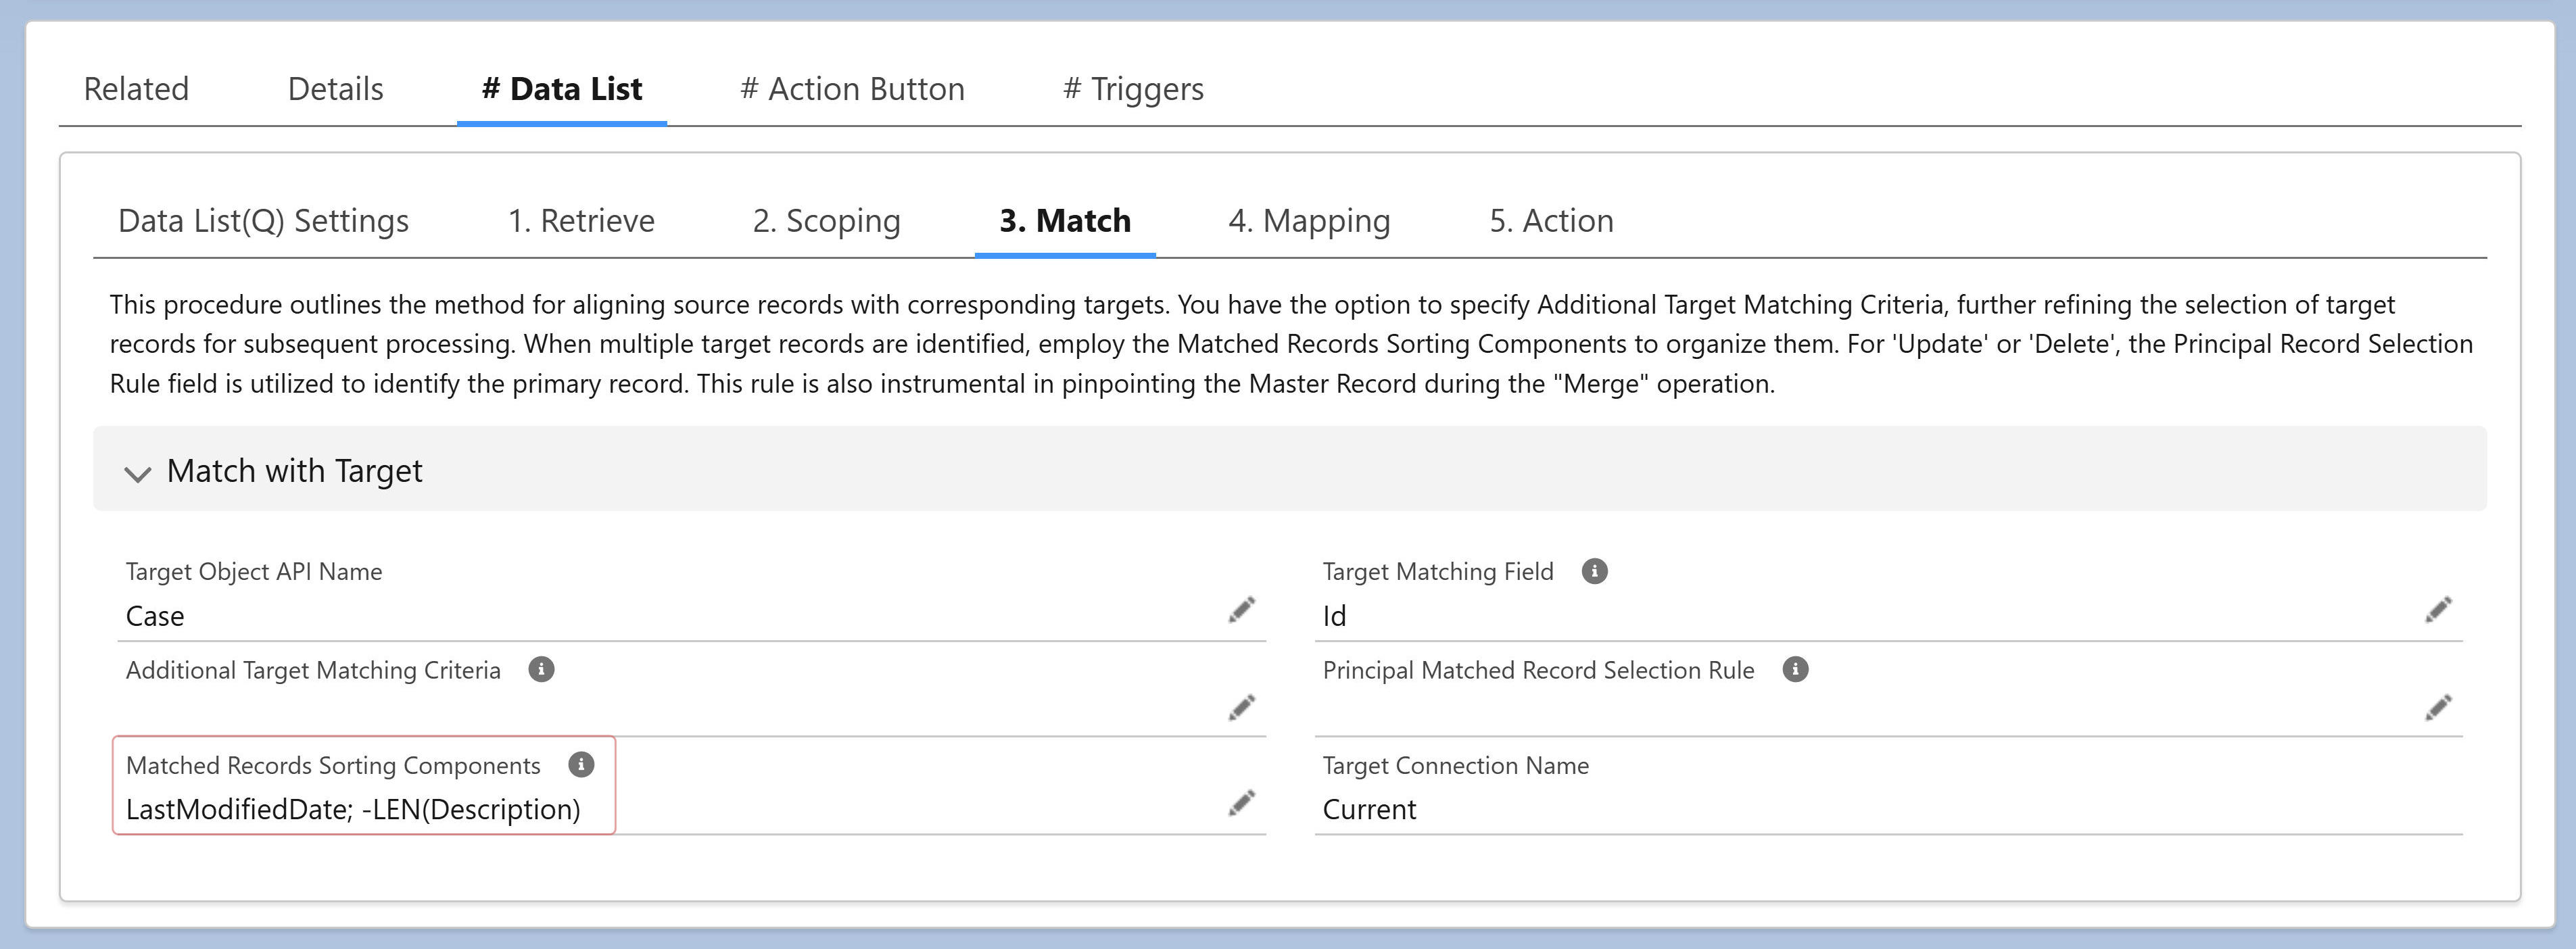 Related Details # Data List # Action Button # Triggers
Data List(Q) Settings 1. Retrieve 2. Scoping 3. Match 4. Mapping 5. Action
This procedure outlines the method for aligning source records with corresponding targets. You have the option to specify Additional Target Matching Criteria, further refining the selection of target
records for subsequent processing. When multiple target records are identified, employ the Matched Records Sorting Components to organize them. For 'Update' or 'Delete', the Principal Record Selection
Rule field is utilized to identify the primary record. This rule is also instrumental in pinpointing the Master Record during the "Merge" operation.
Match with Target
Target Object API Name
Case
Target Matching Field
Id
Additional Target Matching Criteria
Principal Matched Record Selection Rule
Matched Records Sorting Components
LastModifiedDate; -LEN(Description)
Target Connection Name
Current